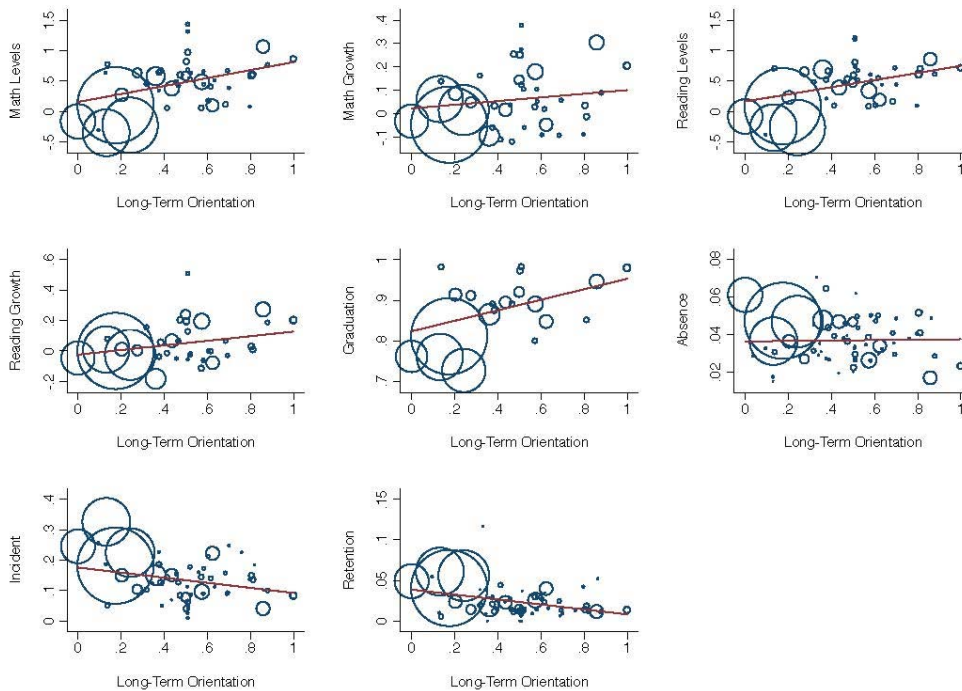 Math Levels
-.5 0 .5 1 1.5
0 .2 .4 .6 .8 1
Long-Term Orientation
Math Growth
-.1 0 .1 .2 .3 .4
0 .2 .4 .6 .8 1
Long-Term Orientation
Reading Levels
-.5 0 .5 1 1.5
0 .2 .4 .6 .8 1
Long-Term Orientation
Reading Growth
-.2 0 .2 .4 .6
0 .2 .4 .6 .8 1
Long-Term Orientation
Graduation
.7 .8 .9 1
0 .2 .4 .6 .8 1
Long-Term Orientation
Absence
.02 .04 .06 .08
0 .2 .4 .6 .8 1
Long-Term Orientation
Incident
0 .1 .2 .3 .4
0 .2 .4 .6 .8 1
Long-Term Orientation
Retention
0 .05 .1 .15
0 .2 .4 .6 .8 1
Long-Term Orientation